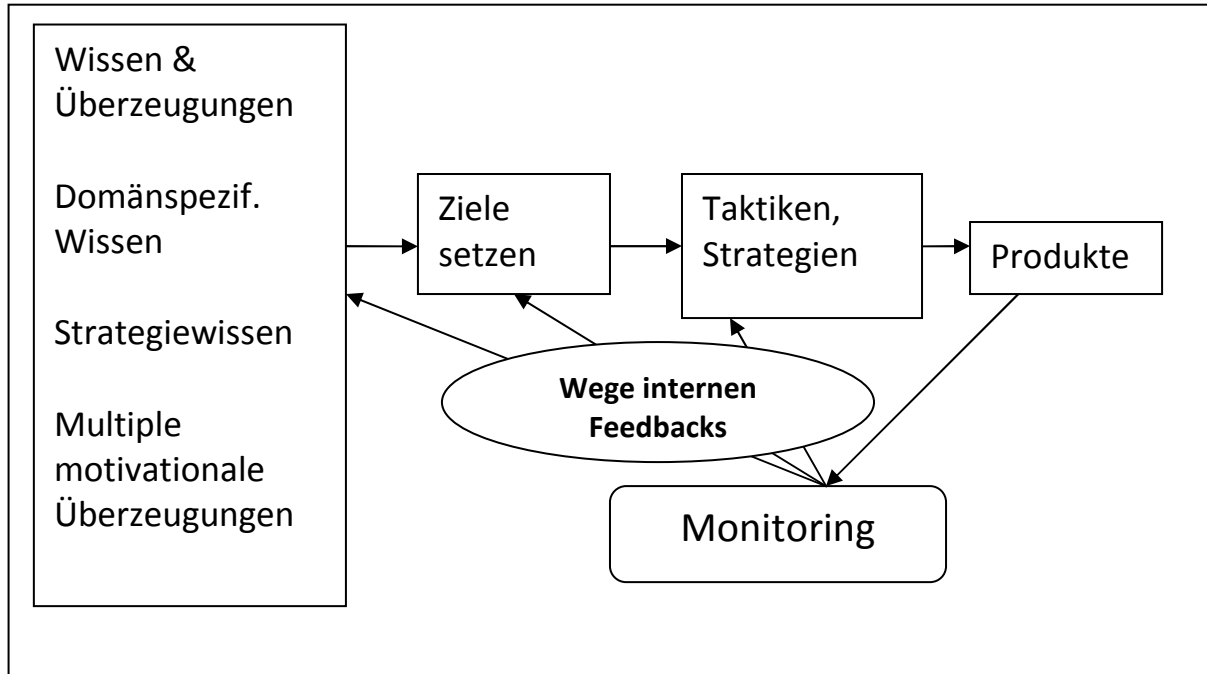 Wissen &
Überzeugungen
Domänspezif.
Wissen
Strategiewissen
Multiple
motivationale
Überzeugungen
Ziele
setzen
Taktiken,
Strategien
Produkte
Wege internen
Feedbacks
Monitoring